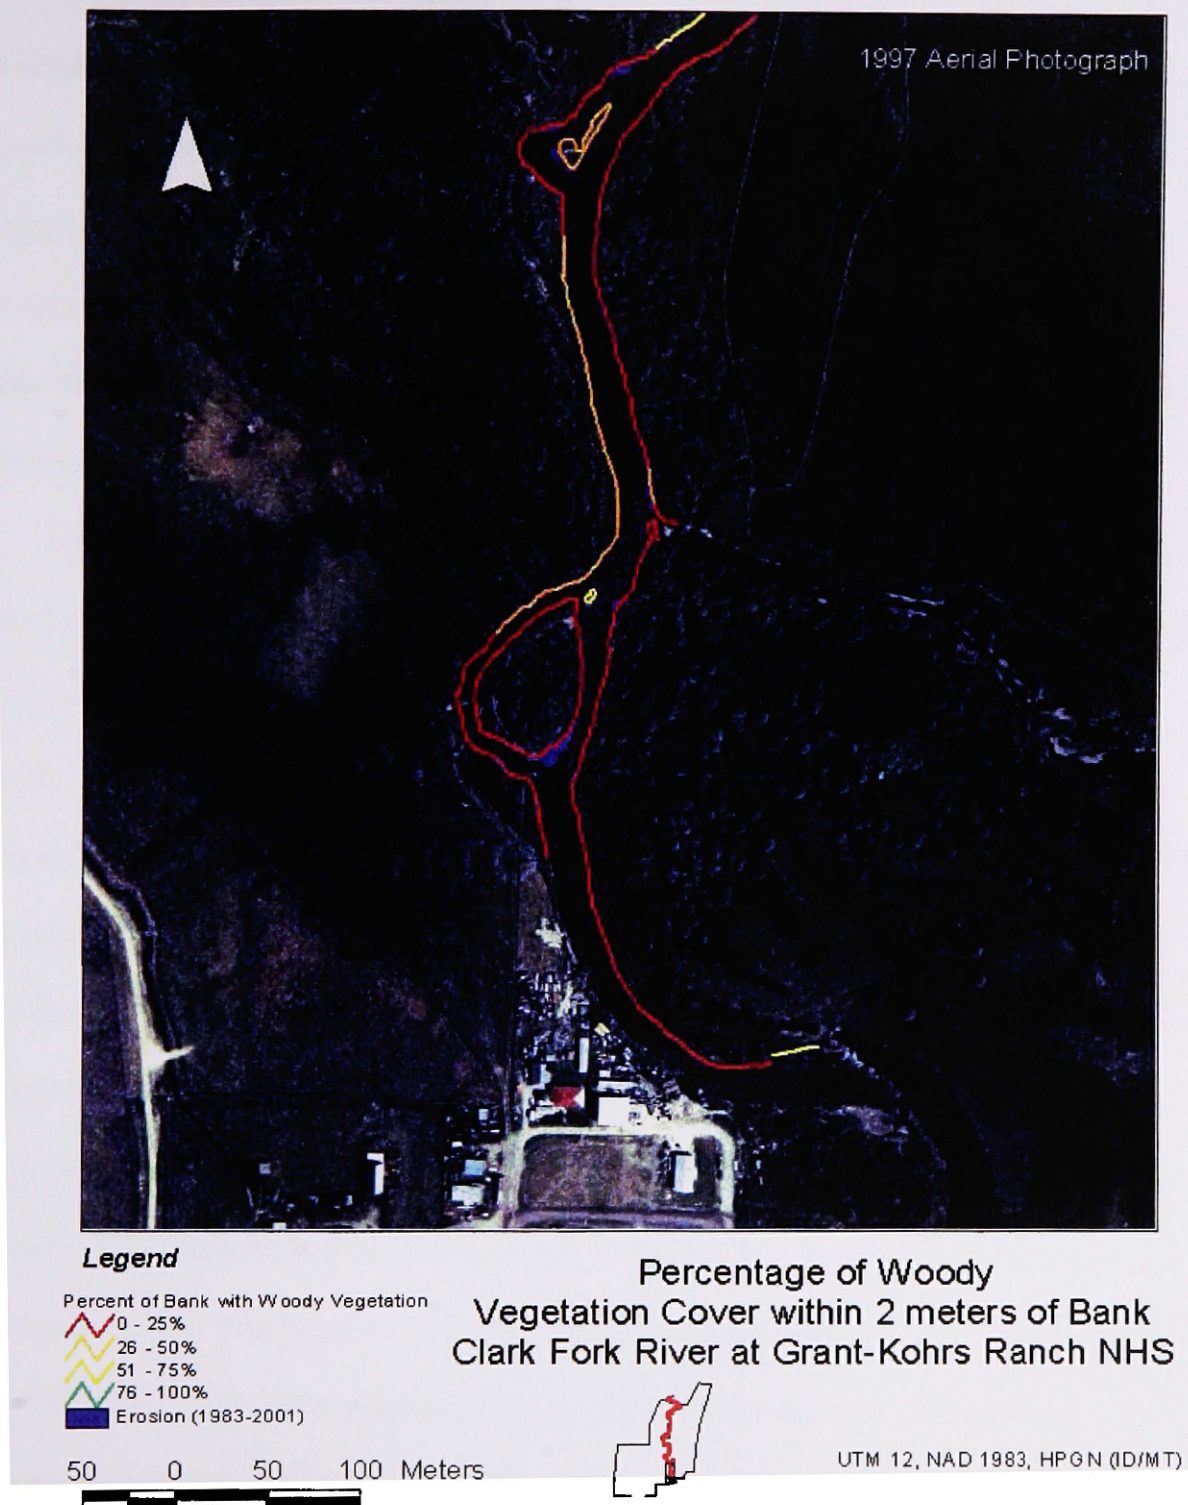 1997 Aerial Photograph
Legend
Percent of Bank with Woody Vegetation
0 - 25%
26 - 50%
51 - 75%
76 - 100%
Erosion (1983-2001)
Percentage of Woody
Vegetation Cover within 2 meters of Bank
Clark Fork River at Grant-Kohrs Ranch NHS
50 0 50 100 Meters
UTM 12, NAD 1983, HPGN (ID/MT)